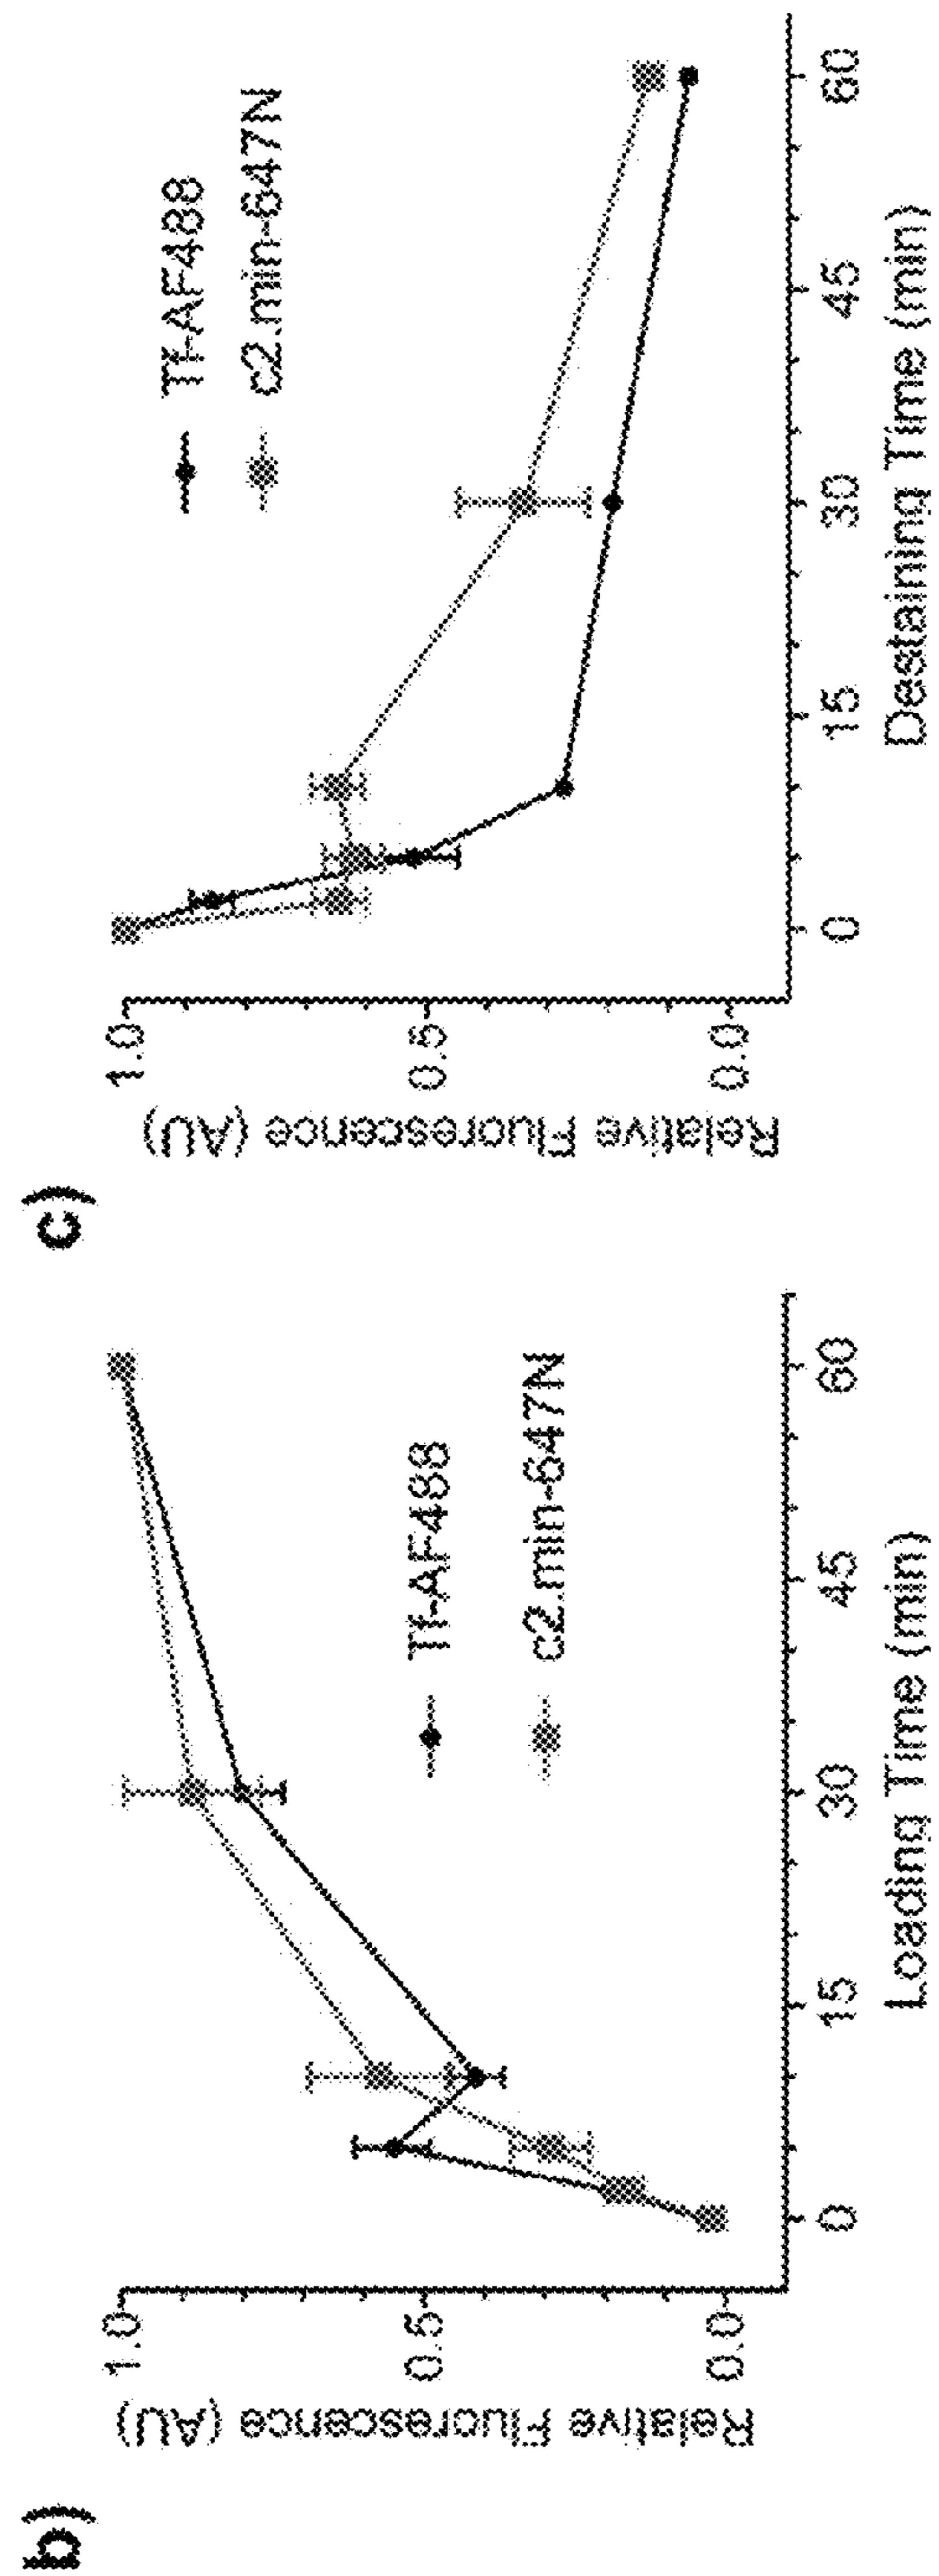 b)
Relative Fluorescence (AU)
1.0
0.5
0.0
Tf-AF488
c2.min-647N
0
15
30
45
60
Loading Time (min)
c)
Relative Fluorescence (AU)
1.0
0.5
0.0
Tf-AF488
c2.min-647N
0
15
30
45
60
Destaining Time (min)